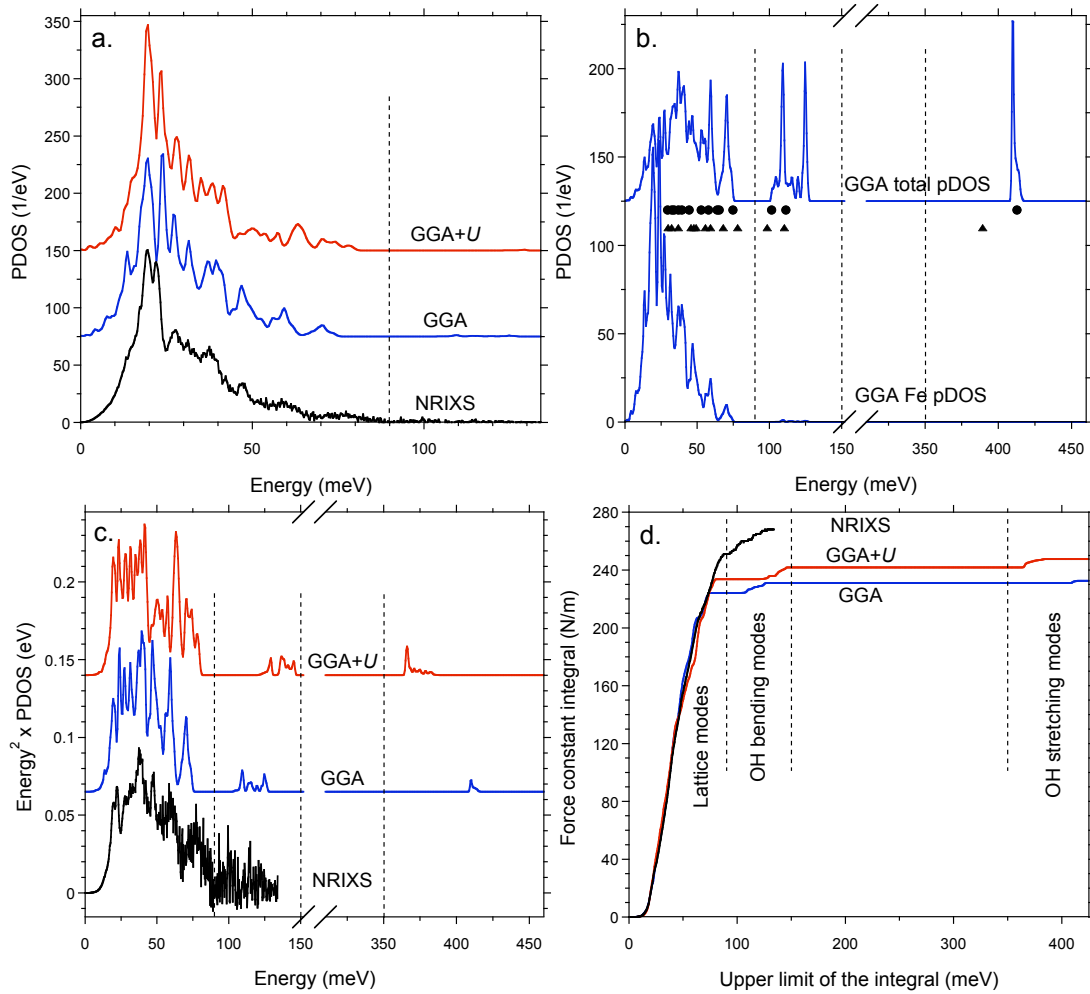 a.
PDOS (1/eV)
350
300
250
200
150
100
50
0
GGA+U
GGA
NRIXS
0
50
100
Energy (meV)
b.
PDOS (1/eV)
200
150
100
50
0
GGA total pDOS
GGA Fe pDOS
0
50
100
150
350
400
450
Energy (meV)
c.
Energy² x PDOS (eV)
0.2
0.15
0.1
0.05
0
GGA+U
GGA
NRIXS
0
50
100
150
350
400
450
Energy (meV)
d.
Force constant integral (N/m)
280
240
200
160
120
80
40
0
NRIXS
GGA+U
GGA
Lattice modes
OH bending modes
OH stretching modes
0
100
200
300
400
Upper limit of the integral (meV)